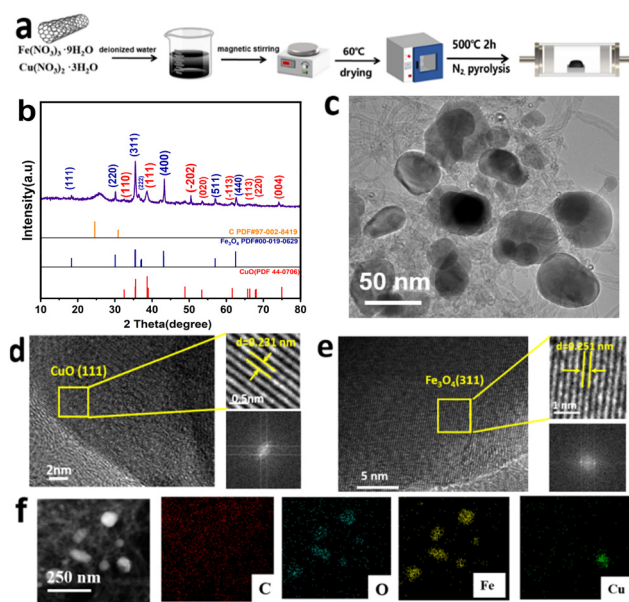 a
Fe(NO₃)₃ ·9H₂O
Cu(NO₃)₂ ·3H₂O
deionized water
magnetic stirring
60℃
drying
500℃ 2h
N₂ pyrolysis
b
Intensity(a.u)
(111)
(220)
(110)
(311)
(222)
(111)
(400)
(-202)
(020)
(511)
(-113)
(440)
(113)
(220)
(004)
C PDF#97-002-8419
Fe₃O₄ PDF#00-019-0629
CuO(PDF 44-0706)
10 20 30 40 50 60 70 80
2 Theta(degree)
c
50 nm
d
CuO (111)
2nm
d=0.231 nm
0.5nm
e
Fe₃O₄(311)
5 nm
d=0.251 nm
1 nm
f
250 nm
C
O
Fe
Cu